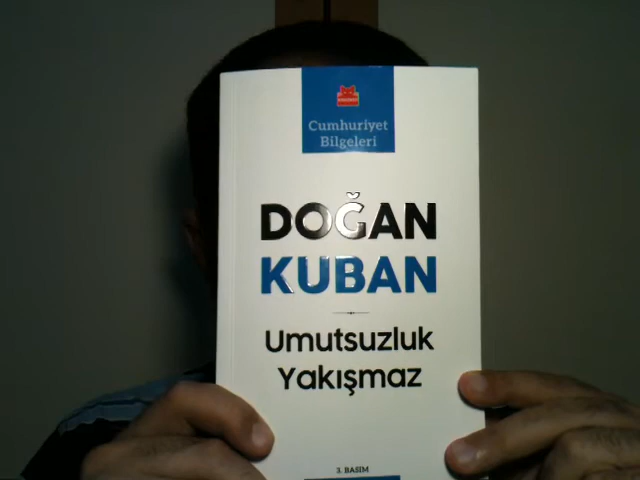 Cumhuriyet
Bilgeleri
DOĞAN
KUBAN
Umutsuzluk
Yakışmaz
3. BASIM